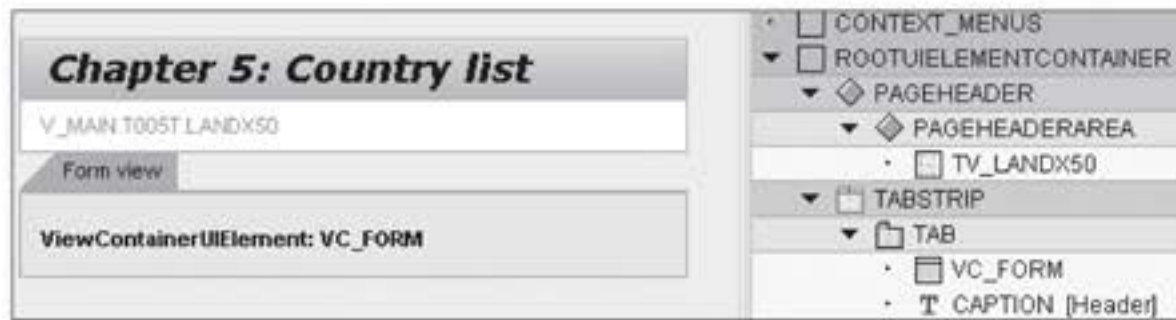 Chapter 5: Country list
V_MAIN.T005T.LANDX50
Form view
ViewContainerUIElement: VC_FORM
CONTEXT_MENUS
ROOTUIELEMENTCONTAINER
PAGEHEADER
PAGEHEADERAREA
TV_LANDX50
TABSTRIP
TAB
VC_FORM
T CAPTION [Header]